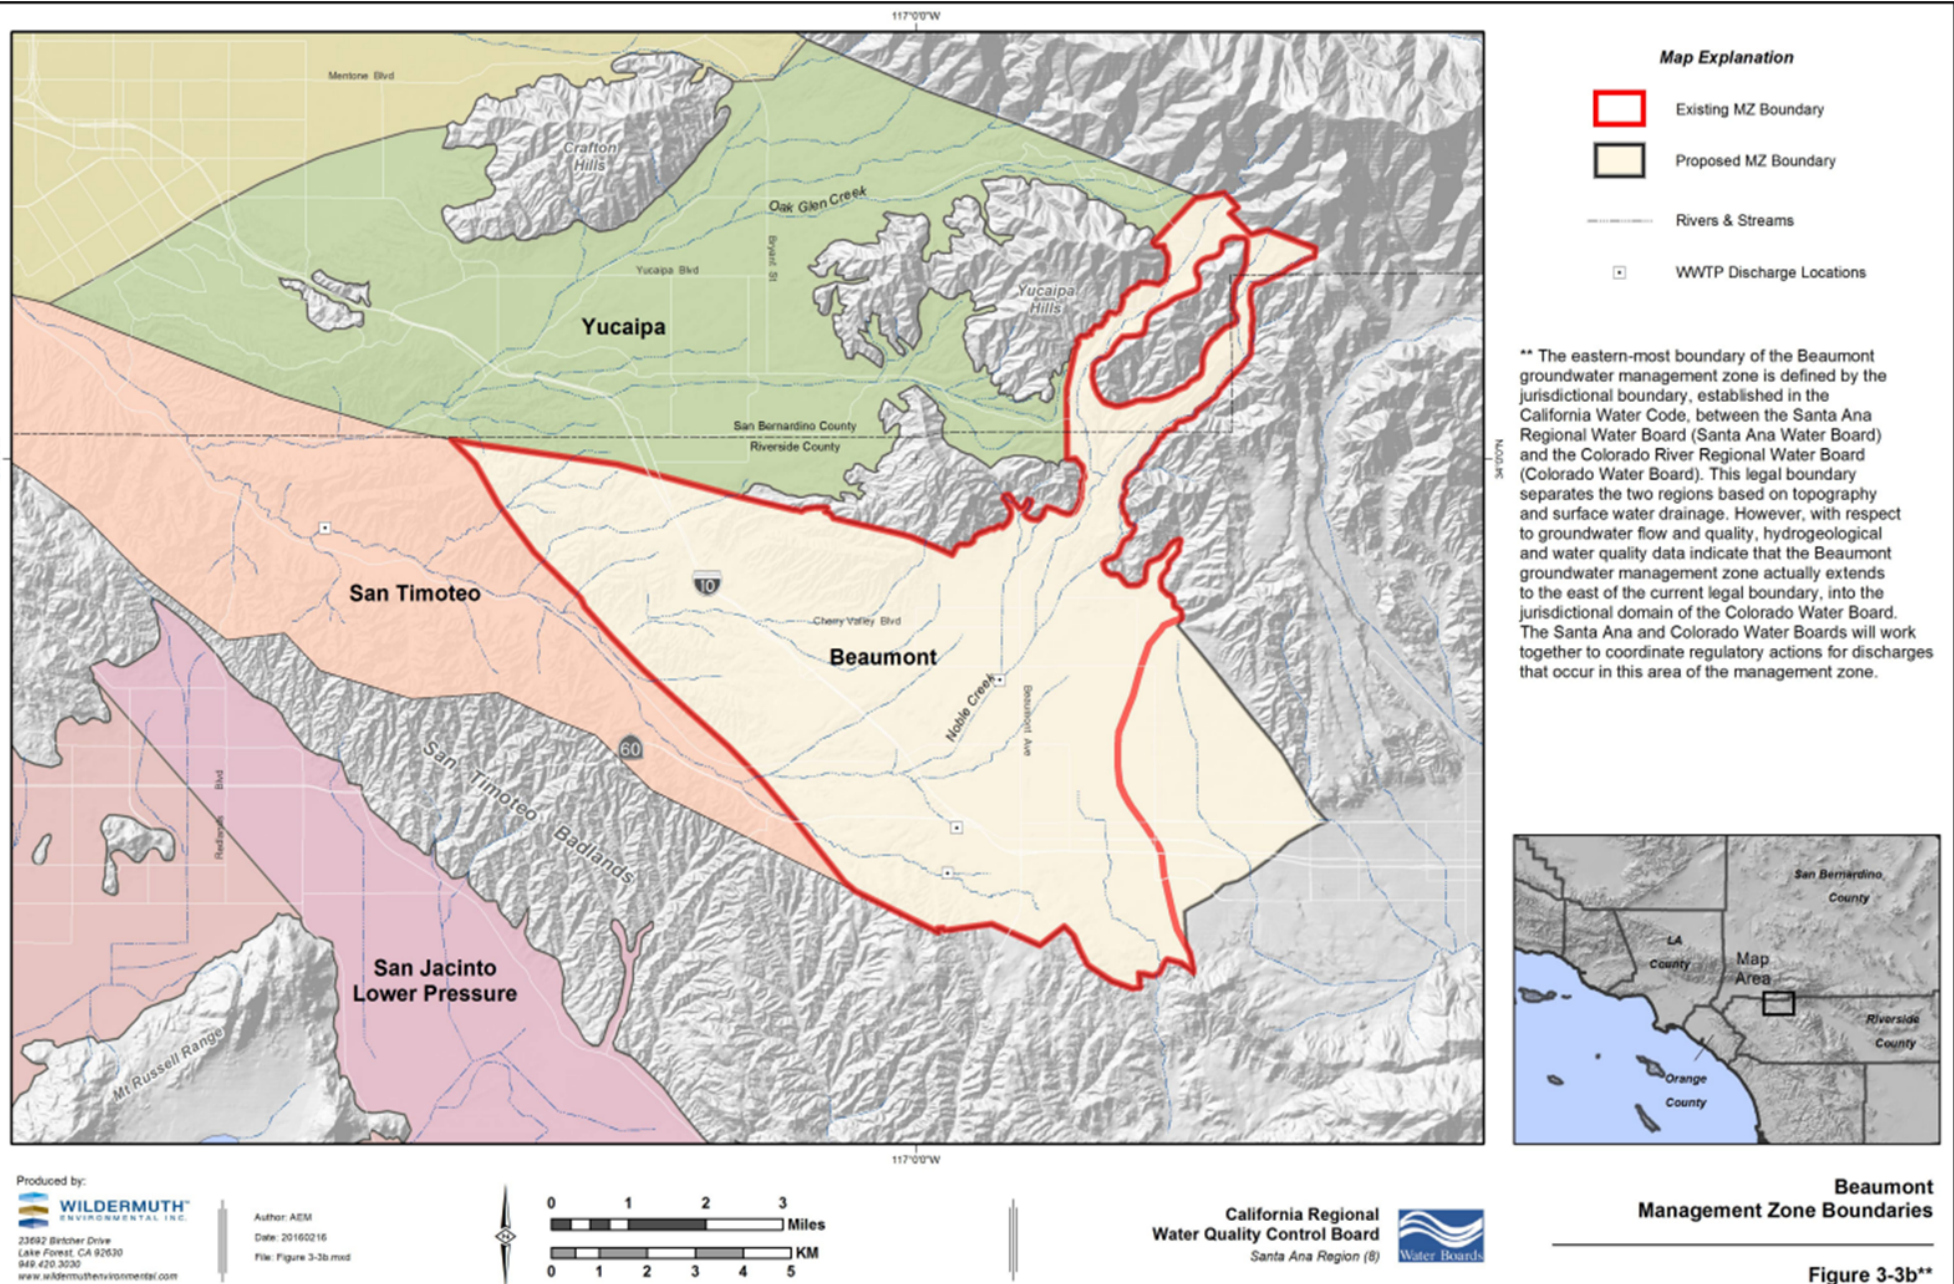 117°0'0"W
Mentone Blvd
Crafton
Hills
Oak Glen Creek
Bryant St
Yucaipa Blvd
Yucaipa
Hills
Yucaipa
San Bernardino County
Riverside County
San Timoteo
10
Cherry Valley Blvd
Beaumont
Noble Creek
Beaumont Ave
60
San Timoteo Badlands
Redlands Blvd
San Jacinto
Lower Pressure
Mt Russell Range
117°0'0"W
Map Explanation
Existing MZ Boundary
Proposed MZ Boundary
Rivers & Streams
WWTP Discharge Locations
** The eastern-most boundary of the Beaumont
groundwater management zone is defined by the
jurisdictional boundary, established in the
California Water Code, between the Santa Ana
Regional Water Board (Santa Ana Water Board)
and the Colorado River Regional Water Board
(Colorado Water Board). This legal boundary
separates the two regions based on topography
and surface water drainage. However, with respect
to groundwater flow and quality, hydrogeological
and water quality data indicate that the Beaumont
groundwater management zone actually extends
to the east of the current legal boundary, into the
jurisdictional domain of the Colorado Water Board.
The Santa Ana and Colorado Water Boards will work
together to coordinate regulatory actions for discharges
that occur in this area of the management zone.
San Bernardino
County
LA
County
Map
Area
Riverside
County
Orange
County
Produced by:
WILDERMUTH™
ENVIRONMENTAL INC.
23692 Birtcher Drive
Lake Forest, CA 92630
949.420.3030
www.wildermuthenvironmental.com
Author: AEM
Date: 20160216
File: Figure 3-3b.mxd
N
0 1 2 3
Miles
KM
0 1 2 3 4 5
California Regional
Water Quality Control Board
Santa Ana Region (8)
Water Boards
Beaumont
Management Zone Boundaries
Figure 3-3b**